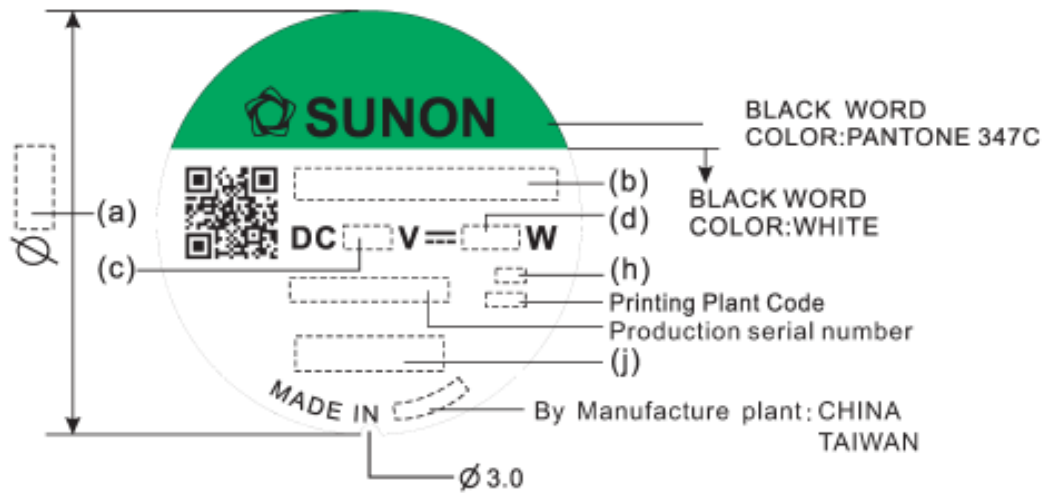 SUNON
BLACK WORD
COLOR:PANTONE 347C
(b)
BLACK WORD
COLOR:WHITE
(a)
Ø
(d)
DC V W
(c)
(h)
Printing Plant Code
Production serial number
(j)
MADE IN
By Manufacture plant: CHINA
TAIWAN
Ø 3.0